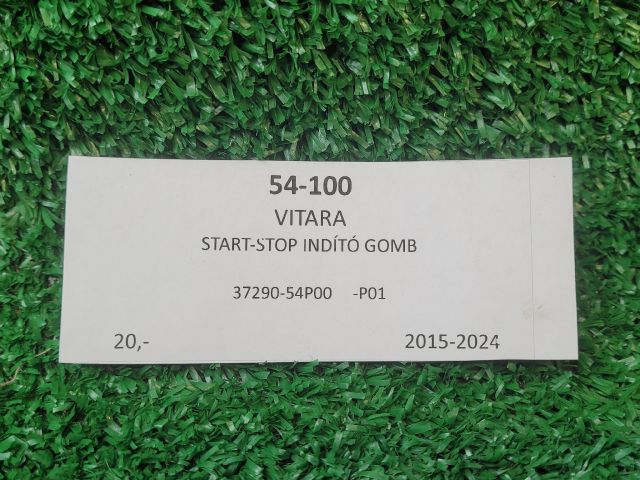 54-100
VITARA
START-STOP INDÍTÓ GOMB
37290-54P00 -P01
20,- 2015-2024